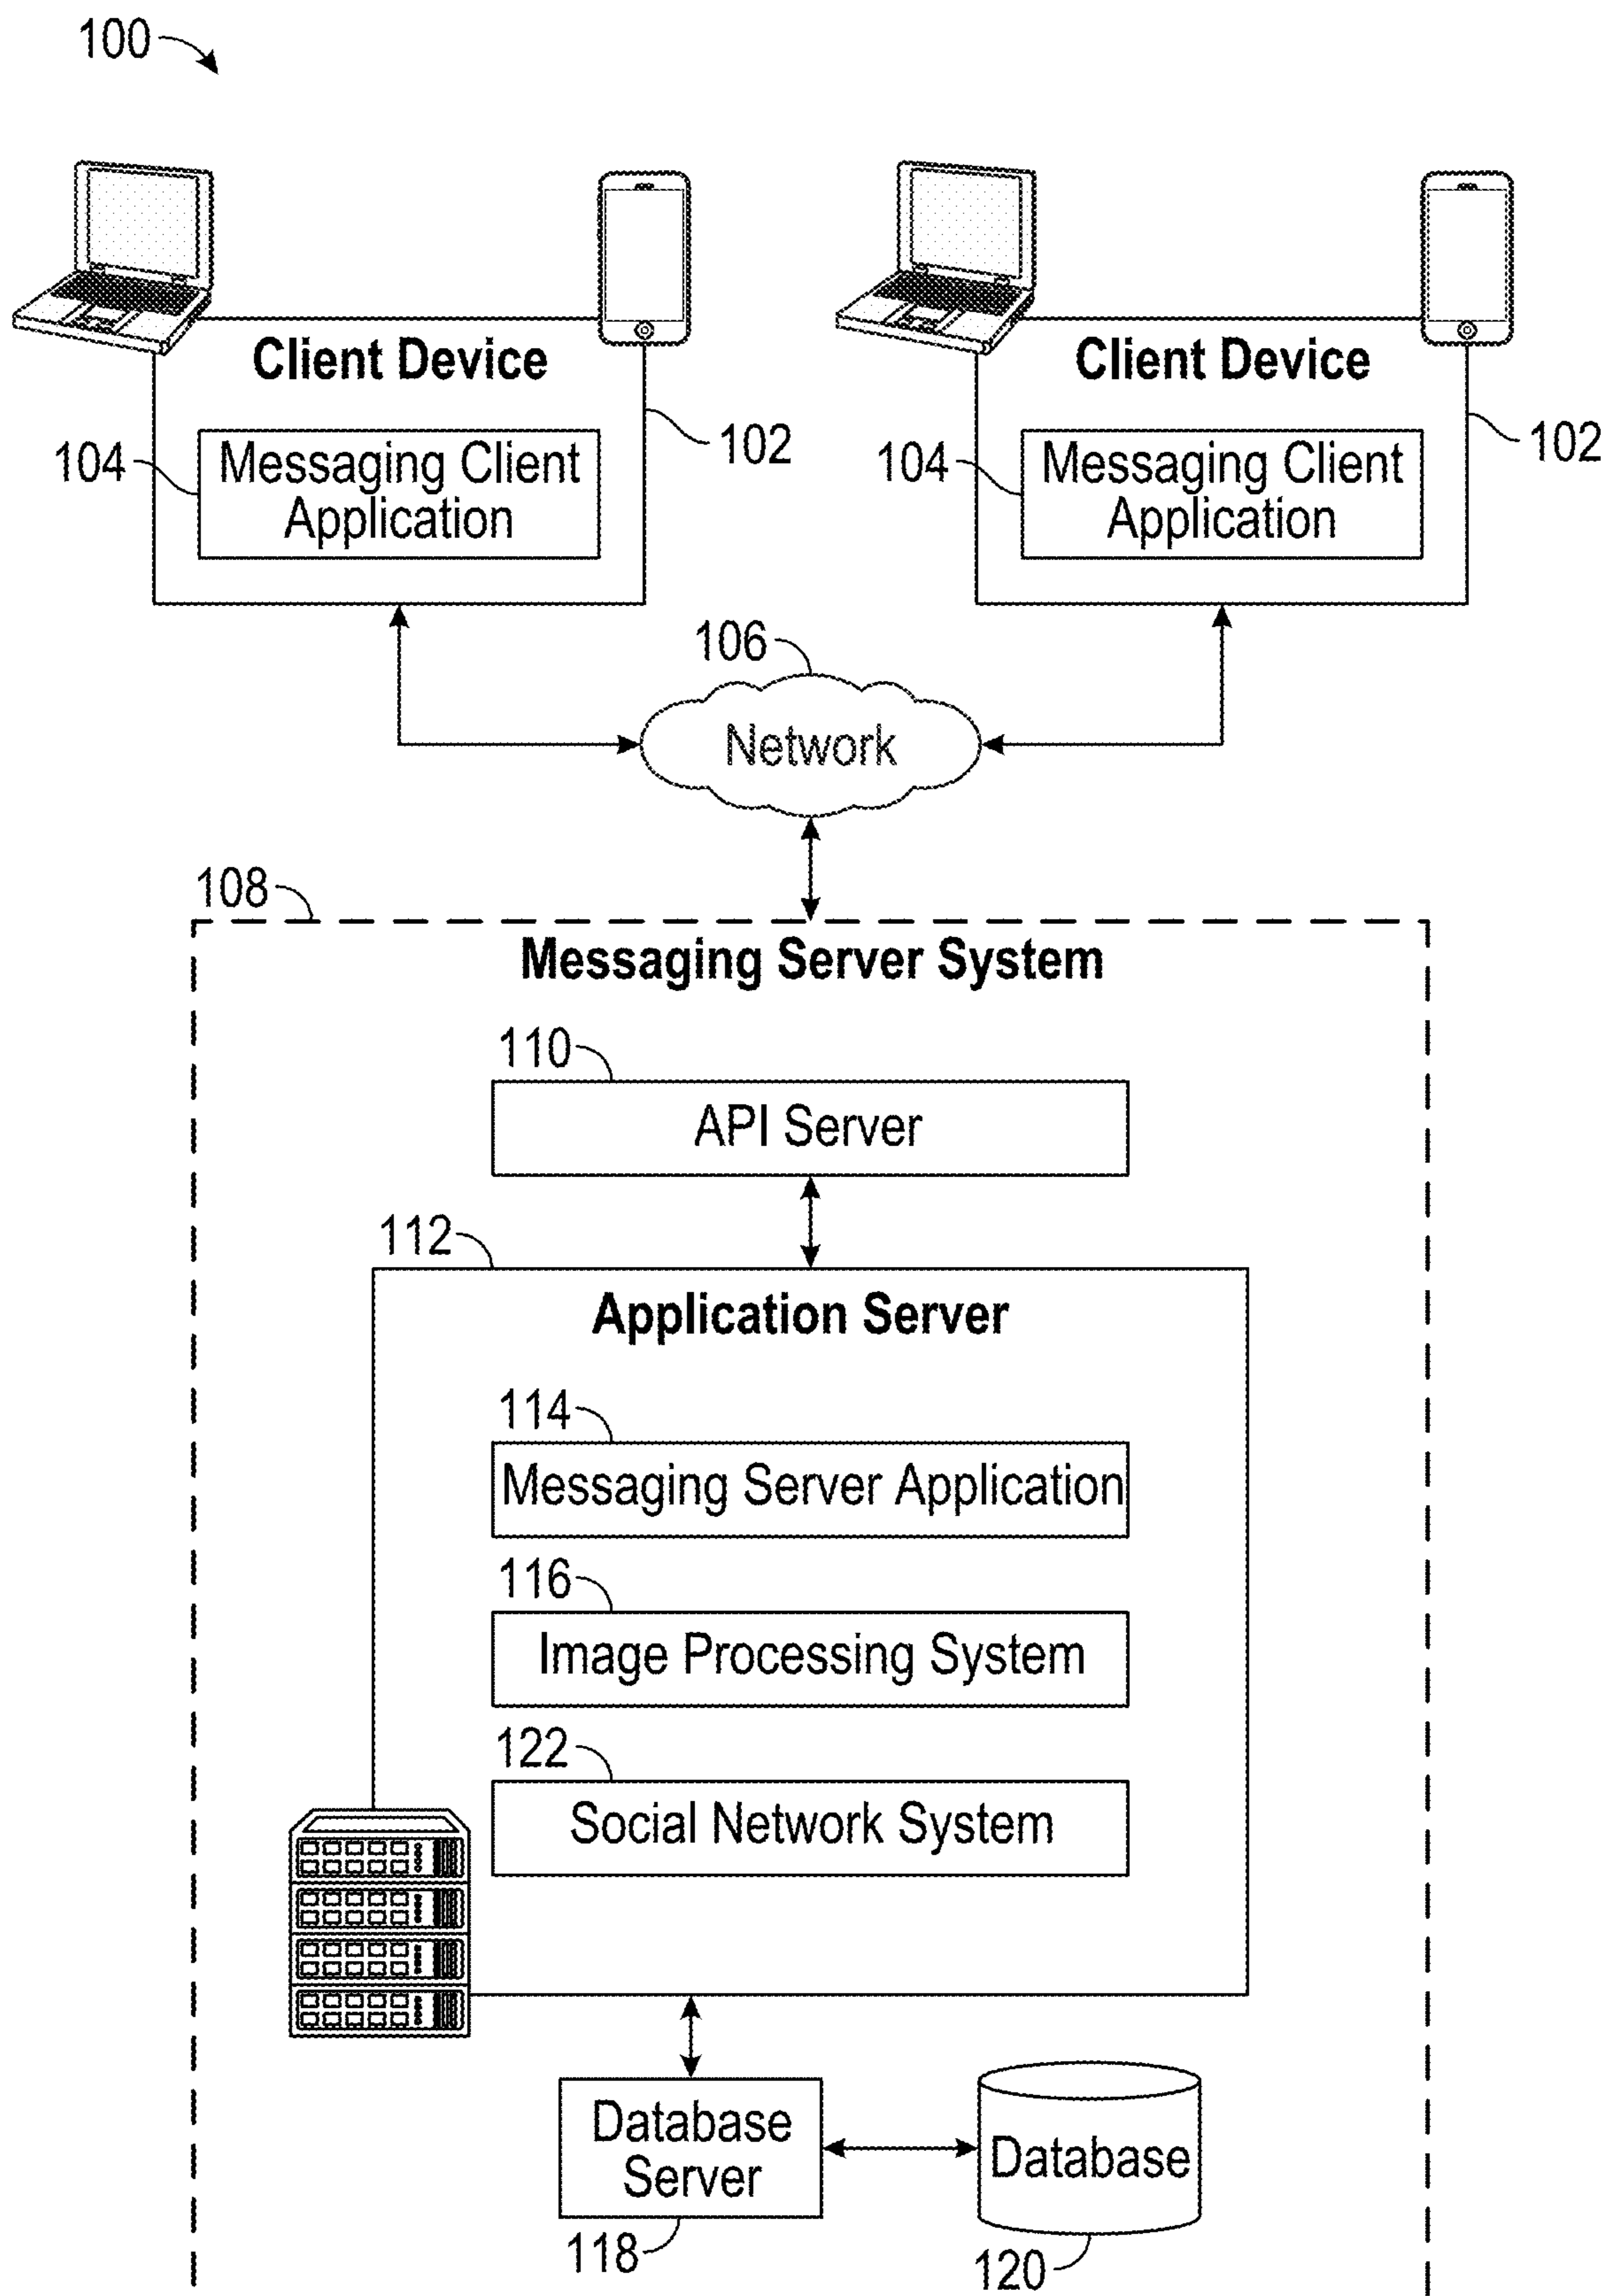 100
Client Device
Client Device
104
Messaging Client
Application
102
104
Messaging Client
Application
102
106
Network
108
Messaging Server System
110
API Server
112
Application Server
114
Messaging Server Application
116
Image Processing System
122
Social Network System
Database
Server
118
Database
120